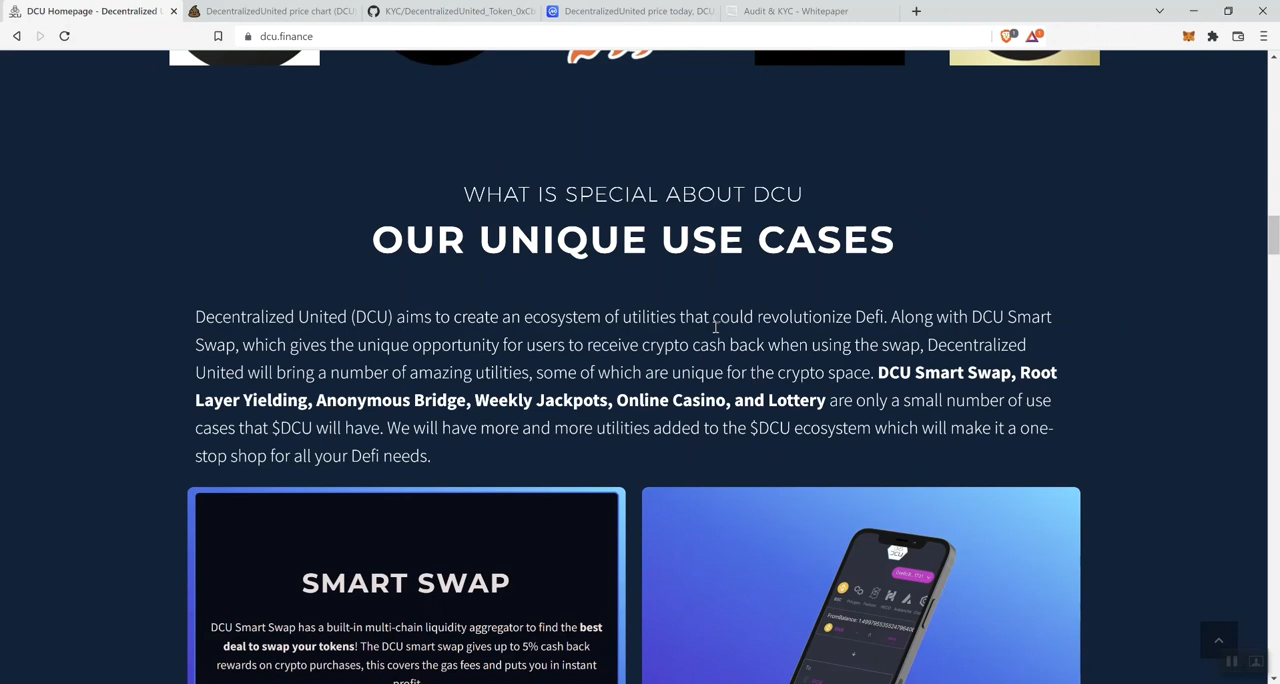 DCU Homepage - Decentralized
DecentralizedUnited price chart (DCU
KYC/DecentralizedUnited_Token_0xCb
DecentralizedUnited price today, DCU
Audit & KYC - Whitepaper
dcu.finance
WHAT IS SPECIAL ABOUT DCU
OUR UNIQUE USE CASES
Decentralized United (DCU) aims to create an ecosystem of utilities that could revolutionize Defi. Along with DCU Smart
Swap, which gives the unique opportunity for users to receive crypto cash back when using the swap, Decentralized
United will bring a number of amazing utilities, some of which are unique for the crypto space. DCU Smart Swap, Root
Layer Yielding, Anonymous Bridge, Weekly Jackpots, Online Casino, and Lottery are only a small number of use
cases that $DCU will have. We will have more and more utilities added to the $DCU ecosystem which will make it a one-
stop shop for all your Defi needs.
SMART SWAP
DCU Smart Swap has a built-in multi-chain liquidity aggregator to find the best
deal to swap your tokens! The DCU smart swap gives up to 5% cash back
rewards on crypto purchases, this covers the gas fees and puts you in instant
profit